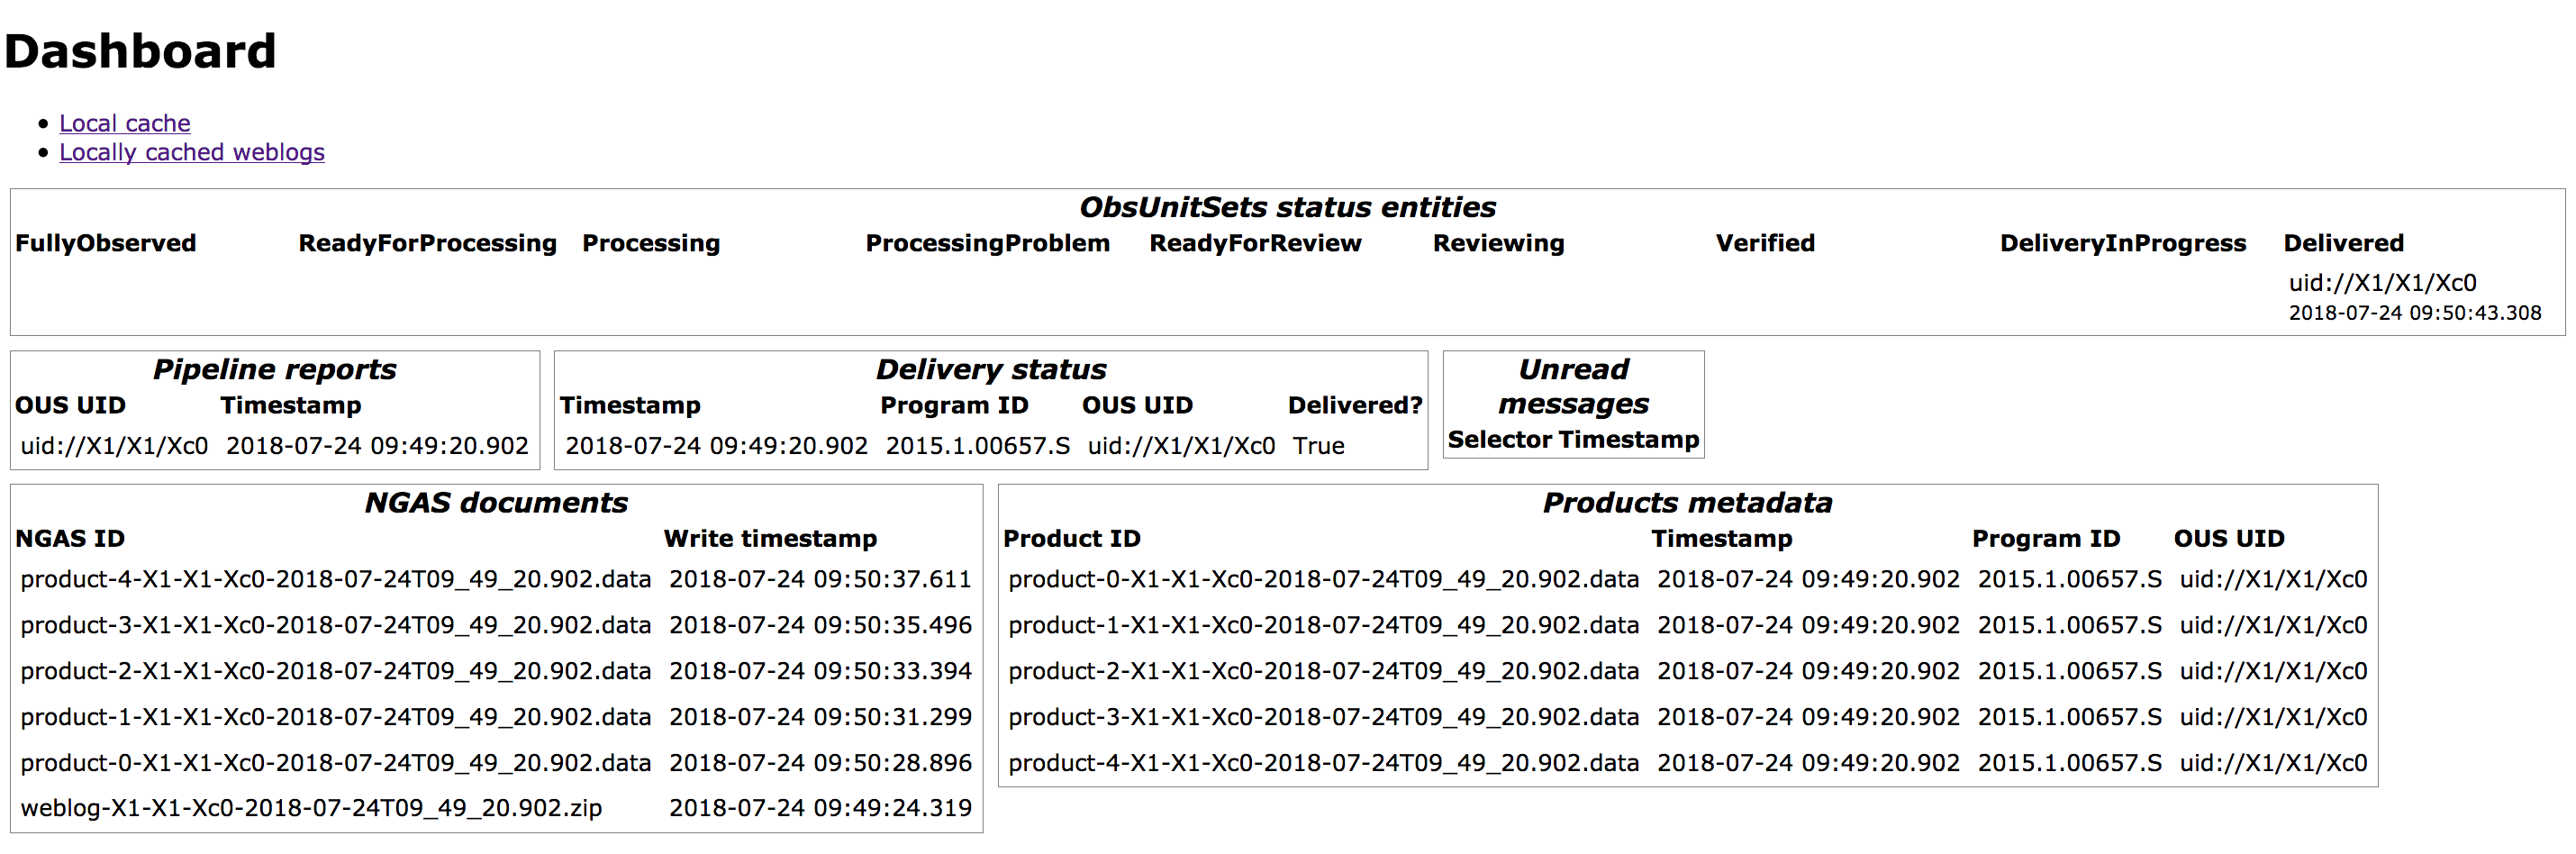 Dashboard
Local cache
Locally cached weblogs
ObsUnitSets status entities
FullyObserved ReadyForProcessing Processing ProcessingProblem ReadyForReview Reviewing Verified DeliveryInProgress Delivered
uid://X1/X1/Xc0
2018-07-24 09:50:43.308
Pipeline reports
OUS UID Timestamp
uid://X1/X1/Xc0 2018-07-24 09:49:20.902
Delivery status
Timestamp Program ID OUS UID Delivered?
2018-07-24 09:49:20.902 2015.1.00657.S uid://X1/X1/Xc0 True
Unread
messages
Selector Timestamp
NGAS documents
NGAS ID Write timestamp
product-4-X1-X1-Xc0-2018-07-24T09_49_20.902.data 2018-07-24 09:50:37.611
product-3-X1-X1-Xc0-2018-07-24T09_49_20.902.data 2018-07-24 09:50:35.496
product-2-X1-X1-Xc0-2018-07-24T09_49_20.902.data 2018-07-24 09:50:33.394
product-1-X1-X1-Xc0-2018-07-24T09_49_20.902.data 2018-07-24 09:50:31.299
product-0-X1-X1-Xc0-2018-07-24T09_49_20.902.data 2018-07-24 09:50:28.896
weblog-X1-X1-Xc0-2018-07-24T09_49_20.902.zip 2018-07-24 09:49:24.319
Products metadata
Product ID Timestamp Program ID OUS UID
product-0-X1-X1-Xc0-2018-07-24T09_49_20.902.data 2018-07-24 09:49:20.902 2015.1.00657.S uid://X1/X1/Xc0
product-1-X1-X1-Xc0-2018-07-24T09_49_20.902.data 2018-07-24 09:49:20.902 2015.1.00657.S uid://X1/X1/Xc0
product-2-X1-X1-Xc0-2018-07-24T09_49_20.902.data 2018-07-24 09:49:20.902 2015.1.00657.S uid://X1/X1/Xc0
product-3-X1-X1-Xc0-2018-07-24T09_49_20.902.data 2018-07-24 09:49:20.902 2015.1.00657.S uid://X1/X1/Xc0
product-4-X1-X1-Xc0-2018-07-24T09_49_20.902.data 2018-07-24 09:49:20.902 2015.1.00657.S uid://X1/X1/Xc0